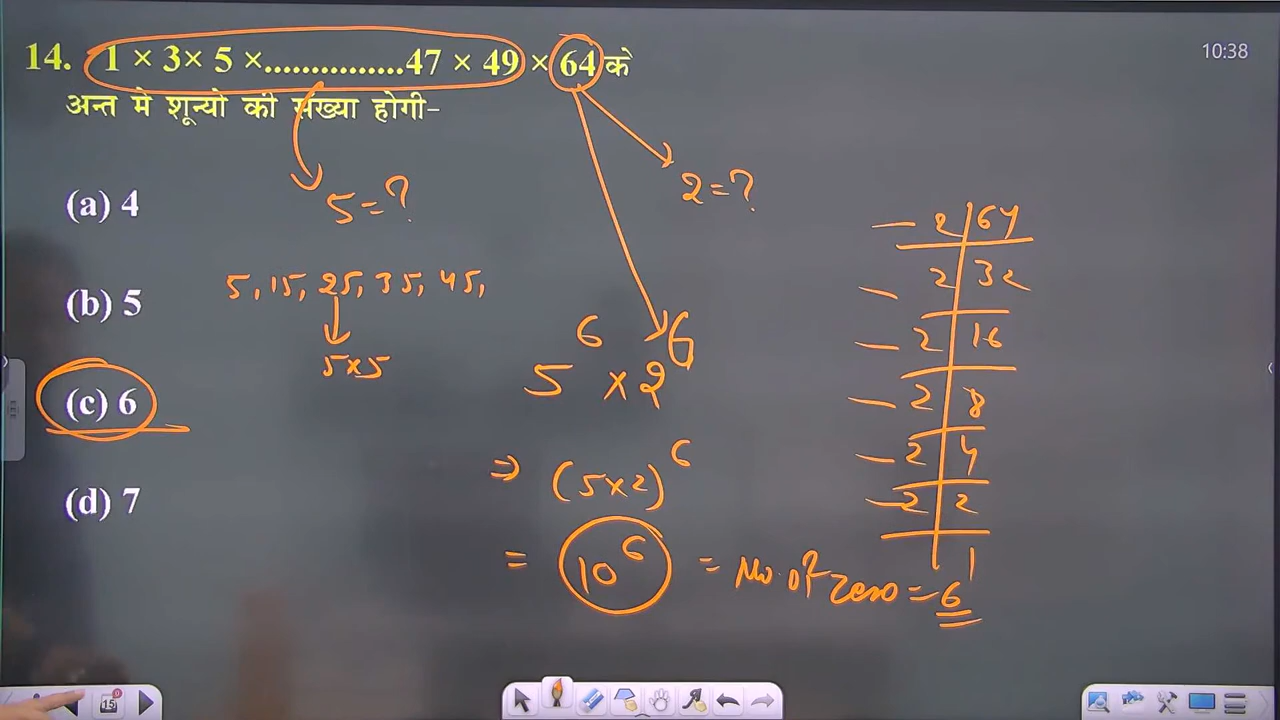 14. 1 × 3× 5 ×...............47 × 49 × 64 के
अन्त मे शून्यो की संख्या होगी-
10:38
(a) 4
(b) 5
(c) 6
(d) 7
5=?
2=?
5, 15, 25, 35, 45,
5×5
5^6 × 2^6
⇒ (5×2)^6
= 10^6 = No. of zero = 6
2 | 64
2 | 32
2 | 16
2 | 8
2 | 4
2 | 2
1
15
0